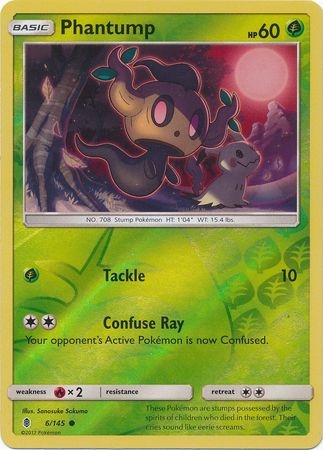 BASIC Phantump HP60
NO. 708 Stump Pokémon HT: 1'04" WT: 15.4 lbs.
Tackle 10
Confuse Ray
Your opponent's Active Pokémon is now Confused.
weakness × 2 resistance retreat
Illus. Sanosuke Sakuma
6/145
©2017 Pokémon
These Pokémon are stumps possessed by the
spirits of children who died in the forest. Their
cries sound like eerie screams.